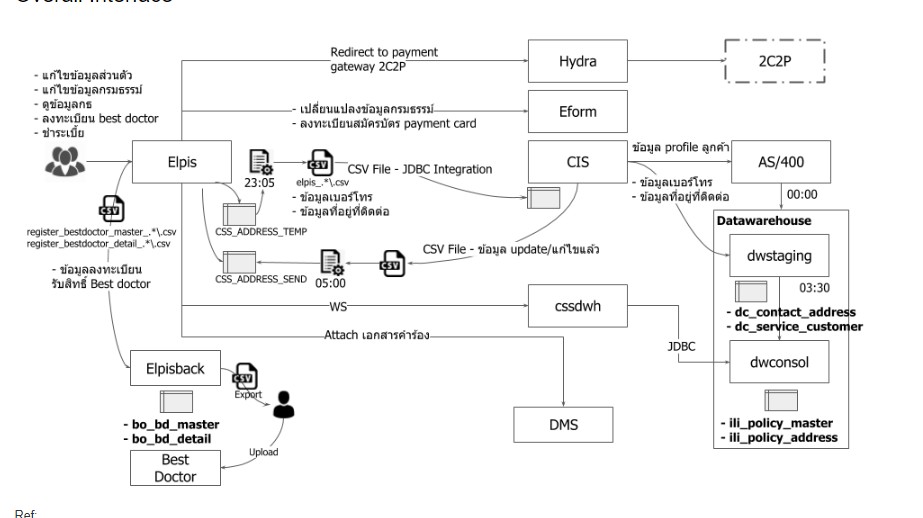 Overall Interface
- แก้ไขข้อมูลส่วนตัว
- แก้ไขข้อมูลกรมธรรม์
- ดูข้อมูลกธ
- ลงทะเบียน best doctor
- ชำระเบี้ย
Redirect to payment
gateway 2C2P
Hydra
2C2P
- เปลี่ยนแปลงข้อมูลกรมธรรม์
- ลงทะเบียนสมัครบัตร payment card
Eform
Elpis
23:05
CSV
elpis_.*\.csv
- ข้อมูลเบอร์โทร
- ข้อมูลที่อยู่ที่ติดต่อ
CSV File - JDBC Integration
CIS
ข้อมูล profile ลูกค้า
- ข้อมูลเบอร์โทร
- ข้อมูลที่อยู่ที่ติดต่อ
AS/400
00:00
CSV
register_bestdoctor_master_.*\.csv
register_bestdoctor_detail_.*\.csv
- ข้อมูลลงทะเบียน
รับสิทธิ์ Best doctor
CSS_ADDRESS_TEMP
CSS_ADDRESS_SEND
05:00
CSV
CSV File - ข้อมูล update/แก้ไขแล้ว
Datawarehouse
dwstaging
03:30
- dc_contact_address
- dc_service_customer
WS
cssdwh
Attach เอกสารคำร้อง
JDBC
dwconsol
- ili_policy_master
- ili_policy_address
Elpisback
CSV
Export
- bo_bd_master
- bo_bd_detail
Upload
Best
Doctor
DMS
Ref: